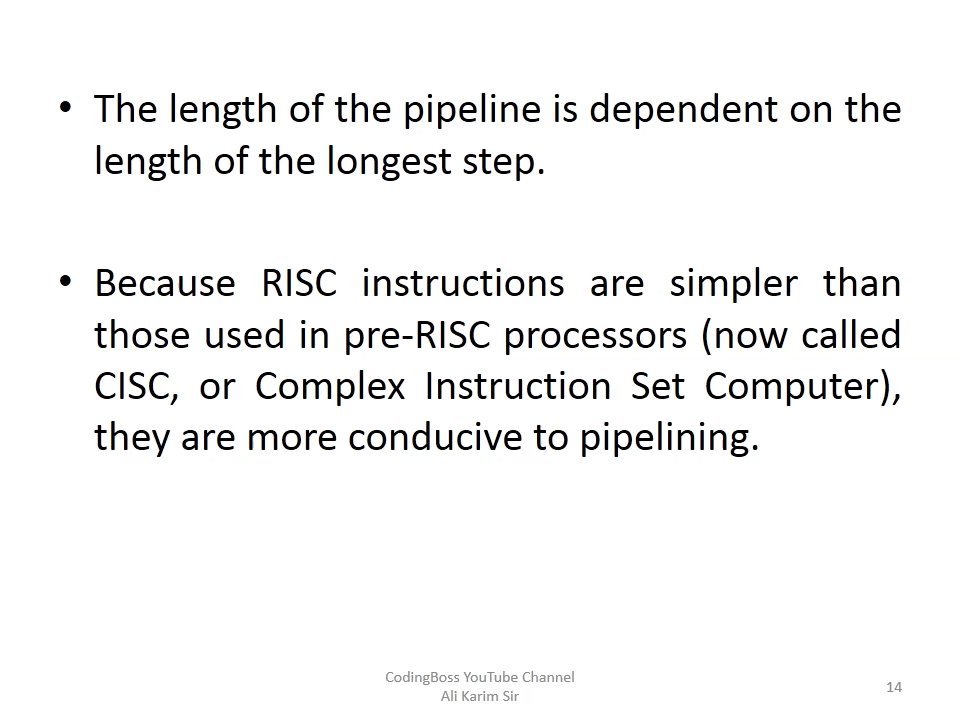 • The length of the pipeline is dependent on the
length of the longest step.
• Because RISC instructions are simpler than
those used in pre-RISC processors (now called
CISC, or Complex Instruction Set Computer),
they are more conducive to pipelining.
CodingBoss YouTube Channel
Ali Karim Sir
14